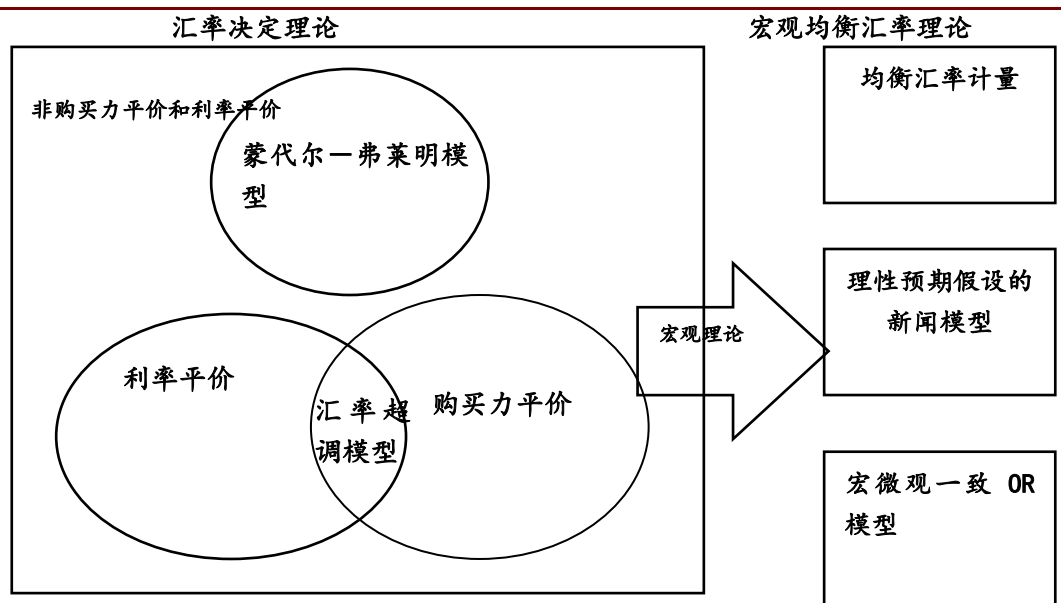 汇率决定理论
宏观均衡汇率理论
非购买力平价和利率平价
蒙代尔－弗莱明模
型
利率平价
汇率超
调模型
购买力平价
宏观理论
均衡汇率计量
理性预期假设的
新闻模型
宏微观一致 OR
模型